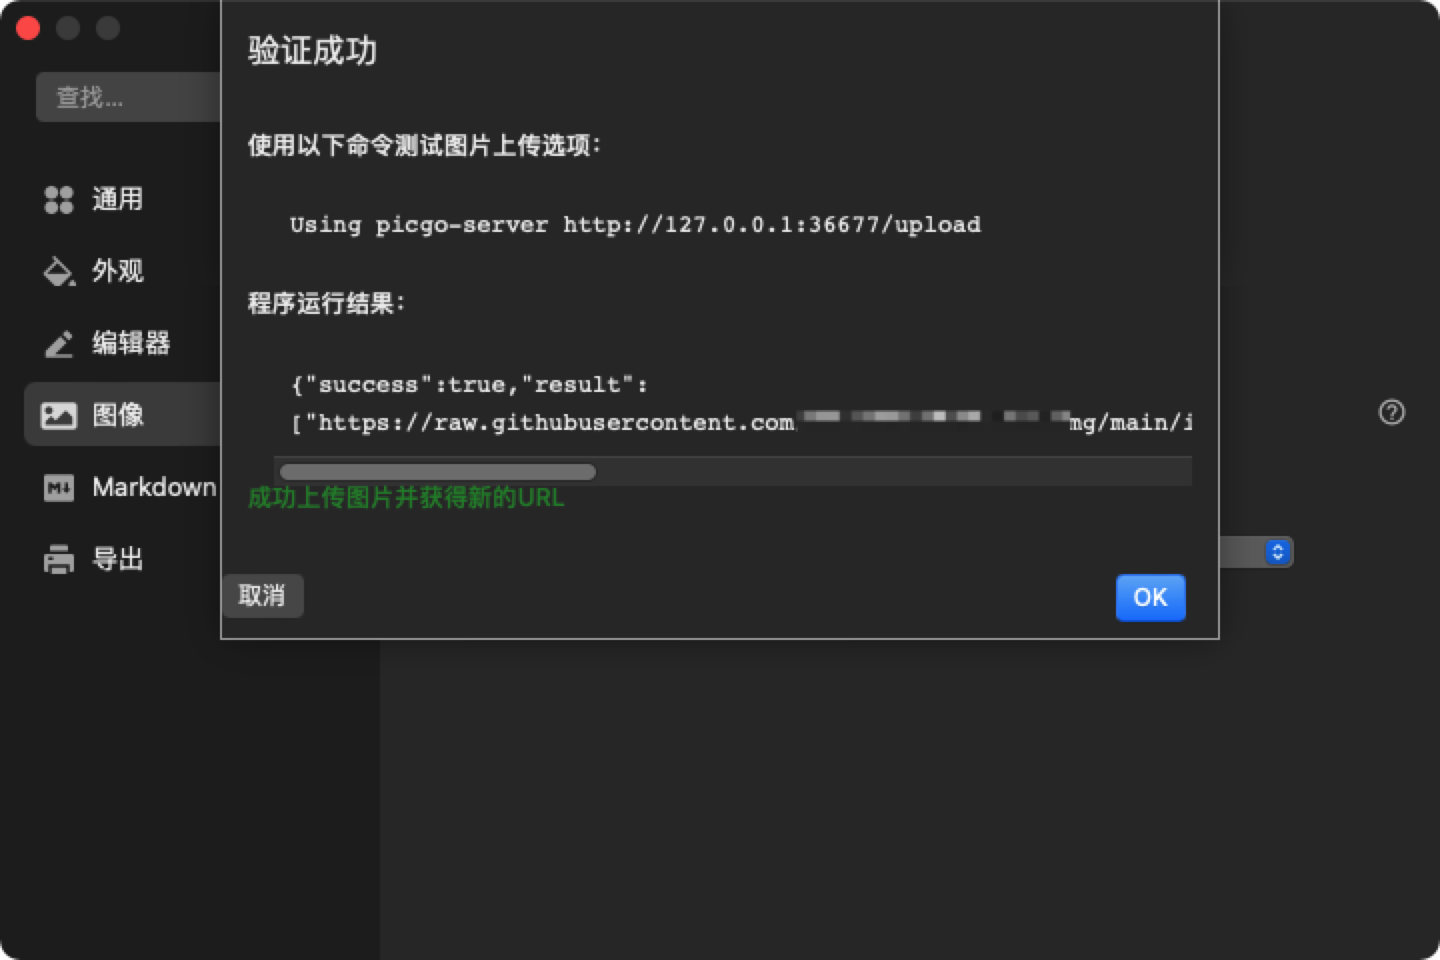 查找...
通用
外观
编辑器
图像
Markdown
导出
验证成功
使用以下命令测试图片上传选项：
Using picgo-server http://127.0.0.1:36677/upload
程序运行结果：
{"success":true,"result":
["https://raw.githubusercontent.com mg/main/i
成功上传图片并获得新的URL
取消
OK